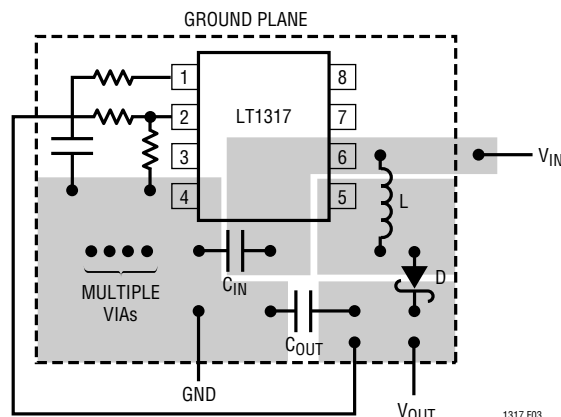 GROUND PLANE
1
8
2
LT1317
7
3
6
VIN
4
5
L
D
MULTIPLE
VIAs
CIN
COUT
GND
VOUT
1317 F03